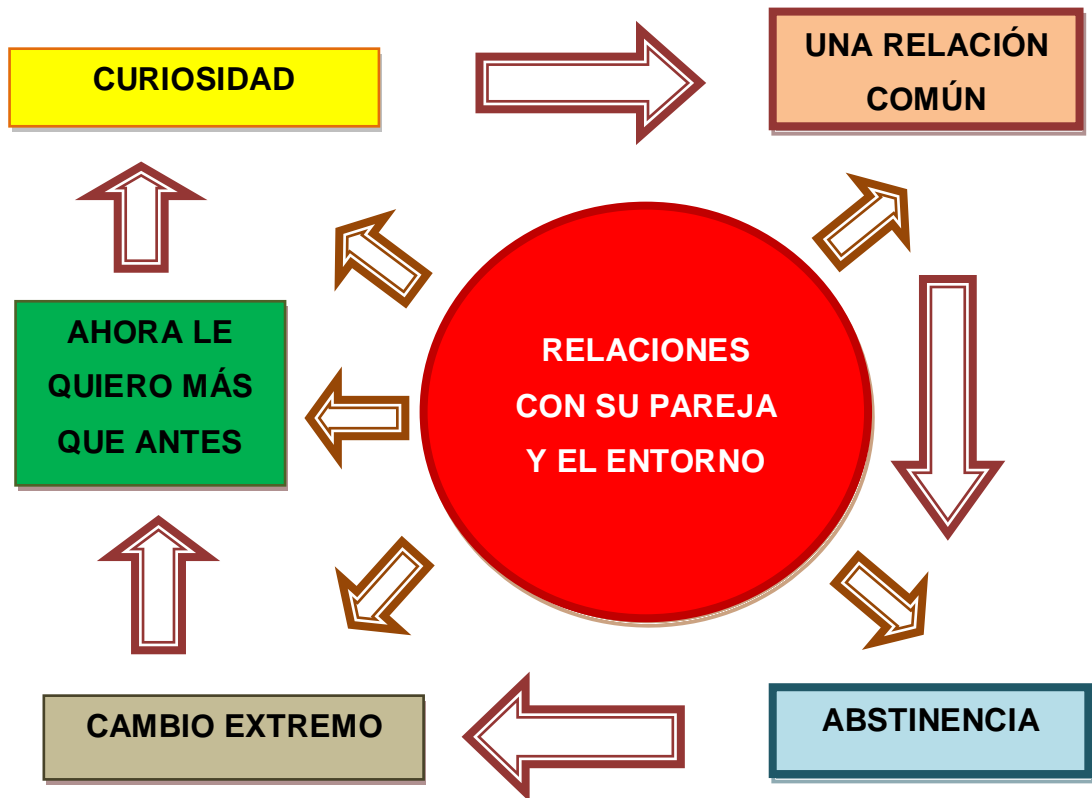 CURIOSIDAD
UNA RELACIÓN
COMÚN
AHORA LE
QUIERO MÁS
QUE ANTES
RELACIONES
CON SU PAREJA
Y EL ENTORNO
CAMBIO EXTREMO
ABSTINENCIA